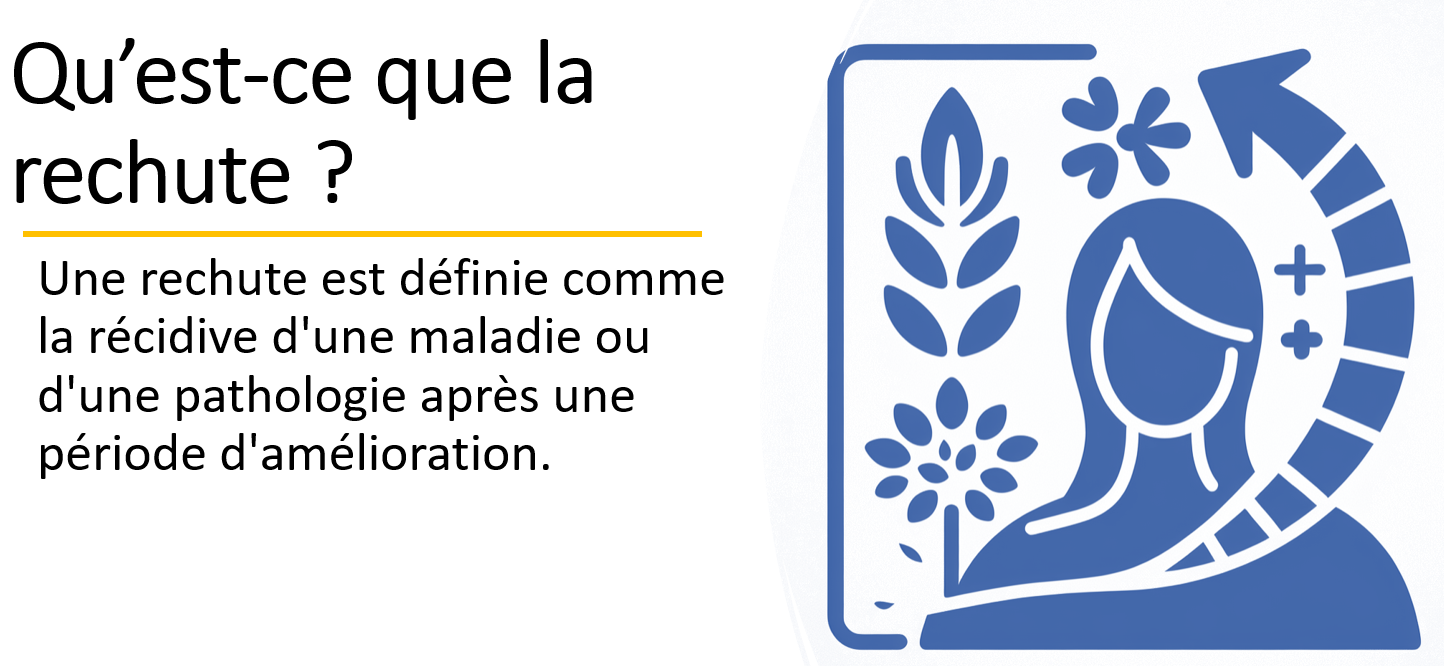 Qu’est-ce que la
rechute ?
Une rechute est définie comme
la récidive d'une maladie ou
d'une pathologie après une
période d'amélioration.